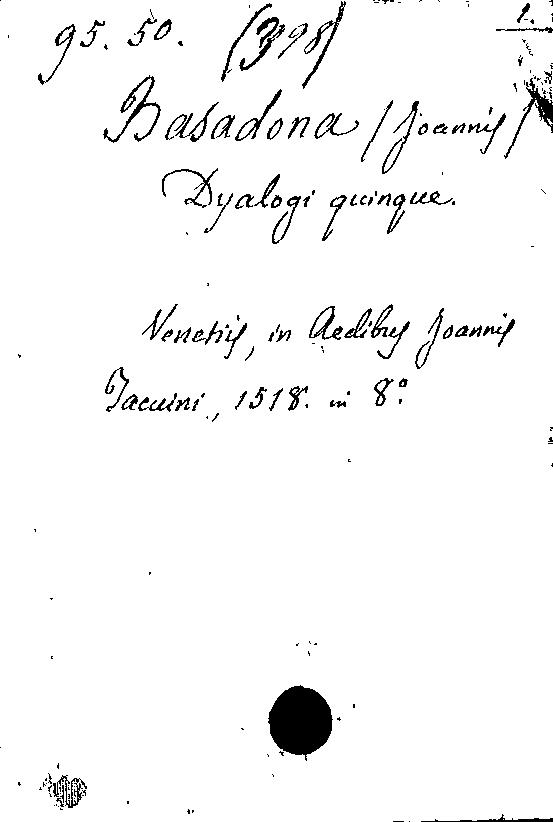 95. 50. (398)
1.
Basadona (Joannis)
Dyalogi quinque.
Venetiis, in Aedibus Joannis
Tacuini, 1518. in 8.º